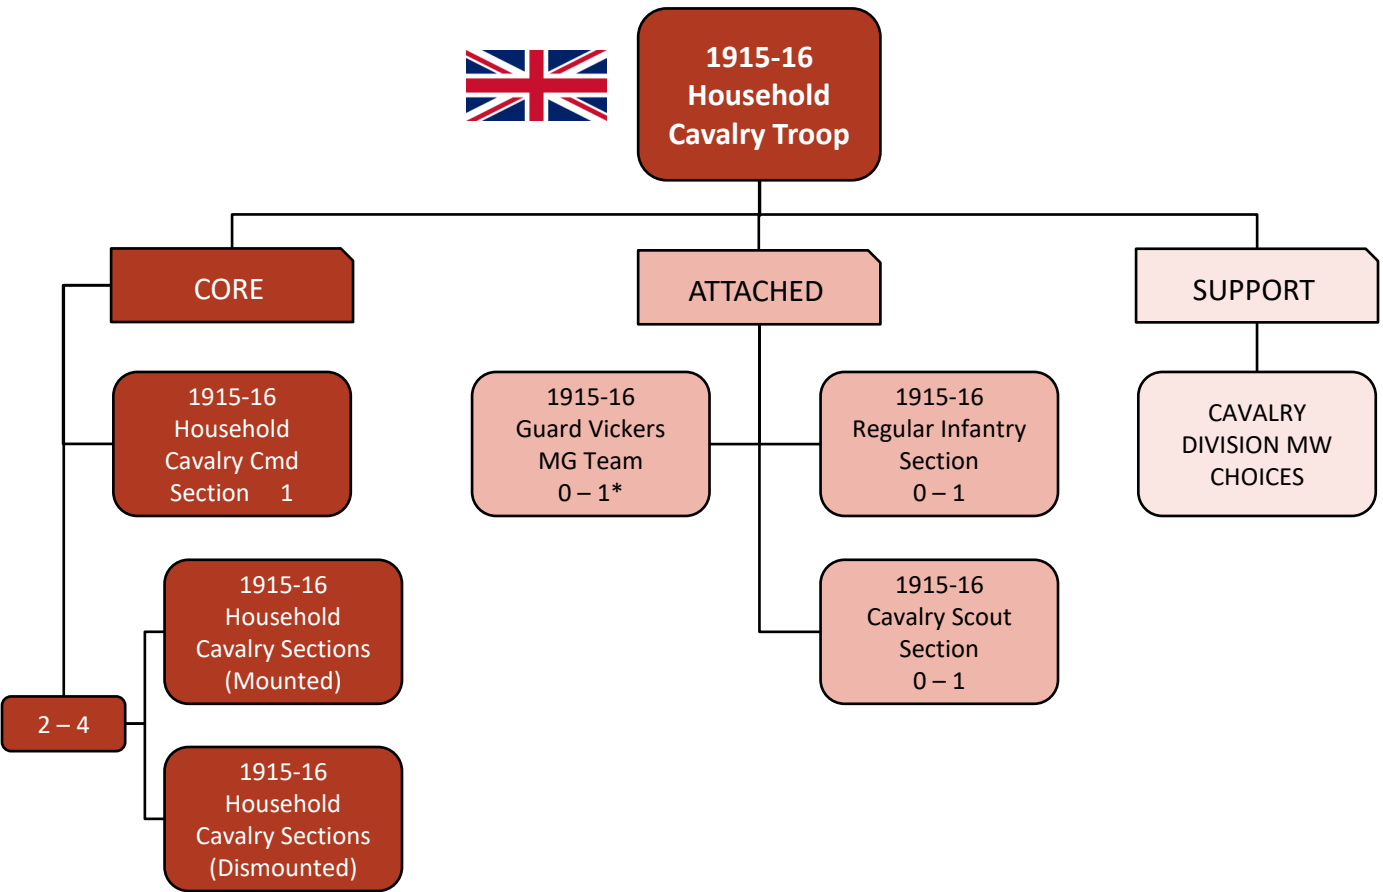 1915-16
Household
Cavalry Troop
CORE
ATTACHED
SUPPORT
1915-16
Household
Cavalry Cmd
Section 1
1915-16
Guard Vickers
MG Team
0 – 1*
1915-16
Regular Infantry
Section
0 – 1
CAVALRY
DIVISION MW
CHOICES
1915-16
Household
Cavalry Sections
(Mounted)
1915-16
Cavalry Scout
Section
0 – 1
2 – 4
1915-16
Household
Cavalry Sections
(Dismounted)